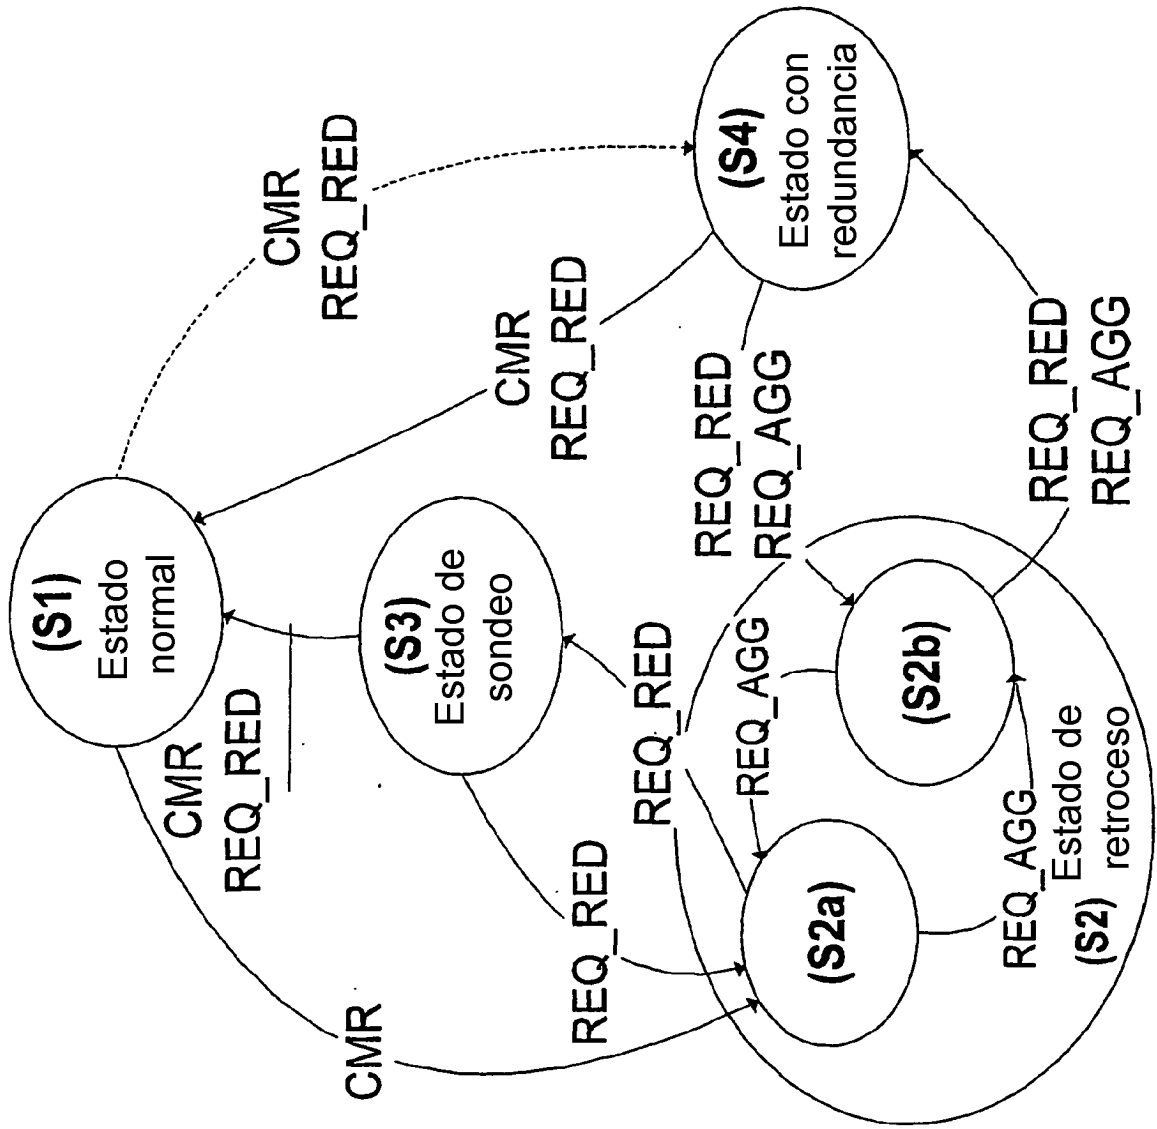 (S1)
Estado
normal
CMR
REQ_RED
CMR
REQ_RED
CMR
REQ_RED
CMR
(S3)
Estado de
sondeo
REQ_RED
REQ_RED
(S4)
Estado con
redundancia
REQ_RED
REQ_AGG
REQ_AGG
(S2a)
(S2b)
REQ_AGG
Estado de
retroceso
(S2)
REQ_RED
REQ_AGG